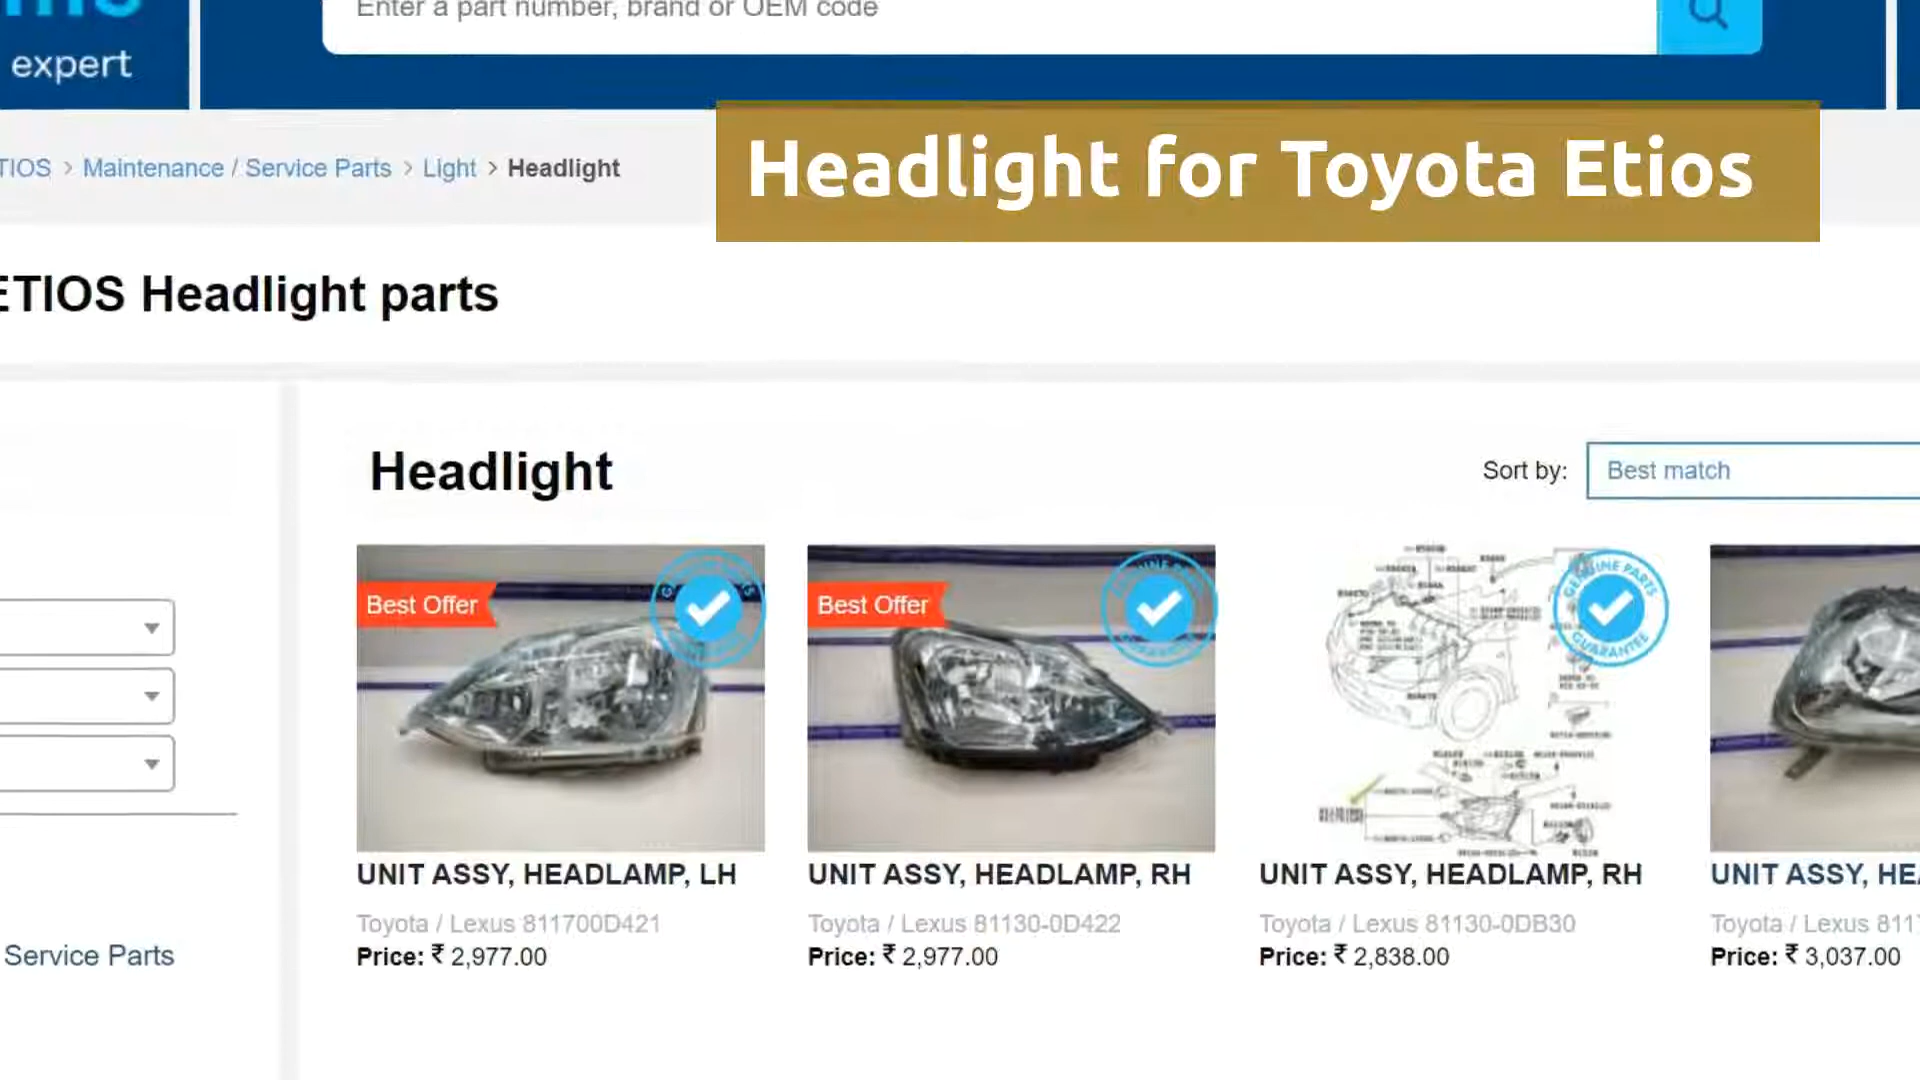 Enter a part number, brand or OEM code
expert
TIOS > Maintenance / Service Parts > Light > Headlight
Headlight for Toyota Etios
ETIOS Headlight parts
Headlight
Sort by: Best match
Best Offer
Best Offer
GENUINE PARTS
GUARANTEE
UNIT ASSY, HEADLAMP, LH
Toyota / Lexus 811700D421
Price: ₹ 2,977.00
UNIT ASSY, HEADLAMP, RH
Toyota / Lexus 81130-0D422
Price: ₹ 2,977.00
UNIT ASSY, HEADLAMP, RH
Toyota / Lexus 81130-0DB30
Price: ₹ 2,838.00
UNIT ASSY, HEA
Toyota / Lexus 811
Price: ₹ 3,037.00
Service Parts